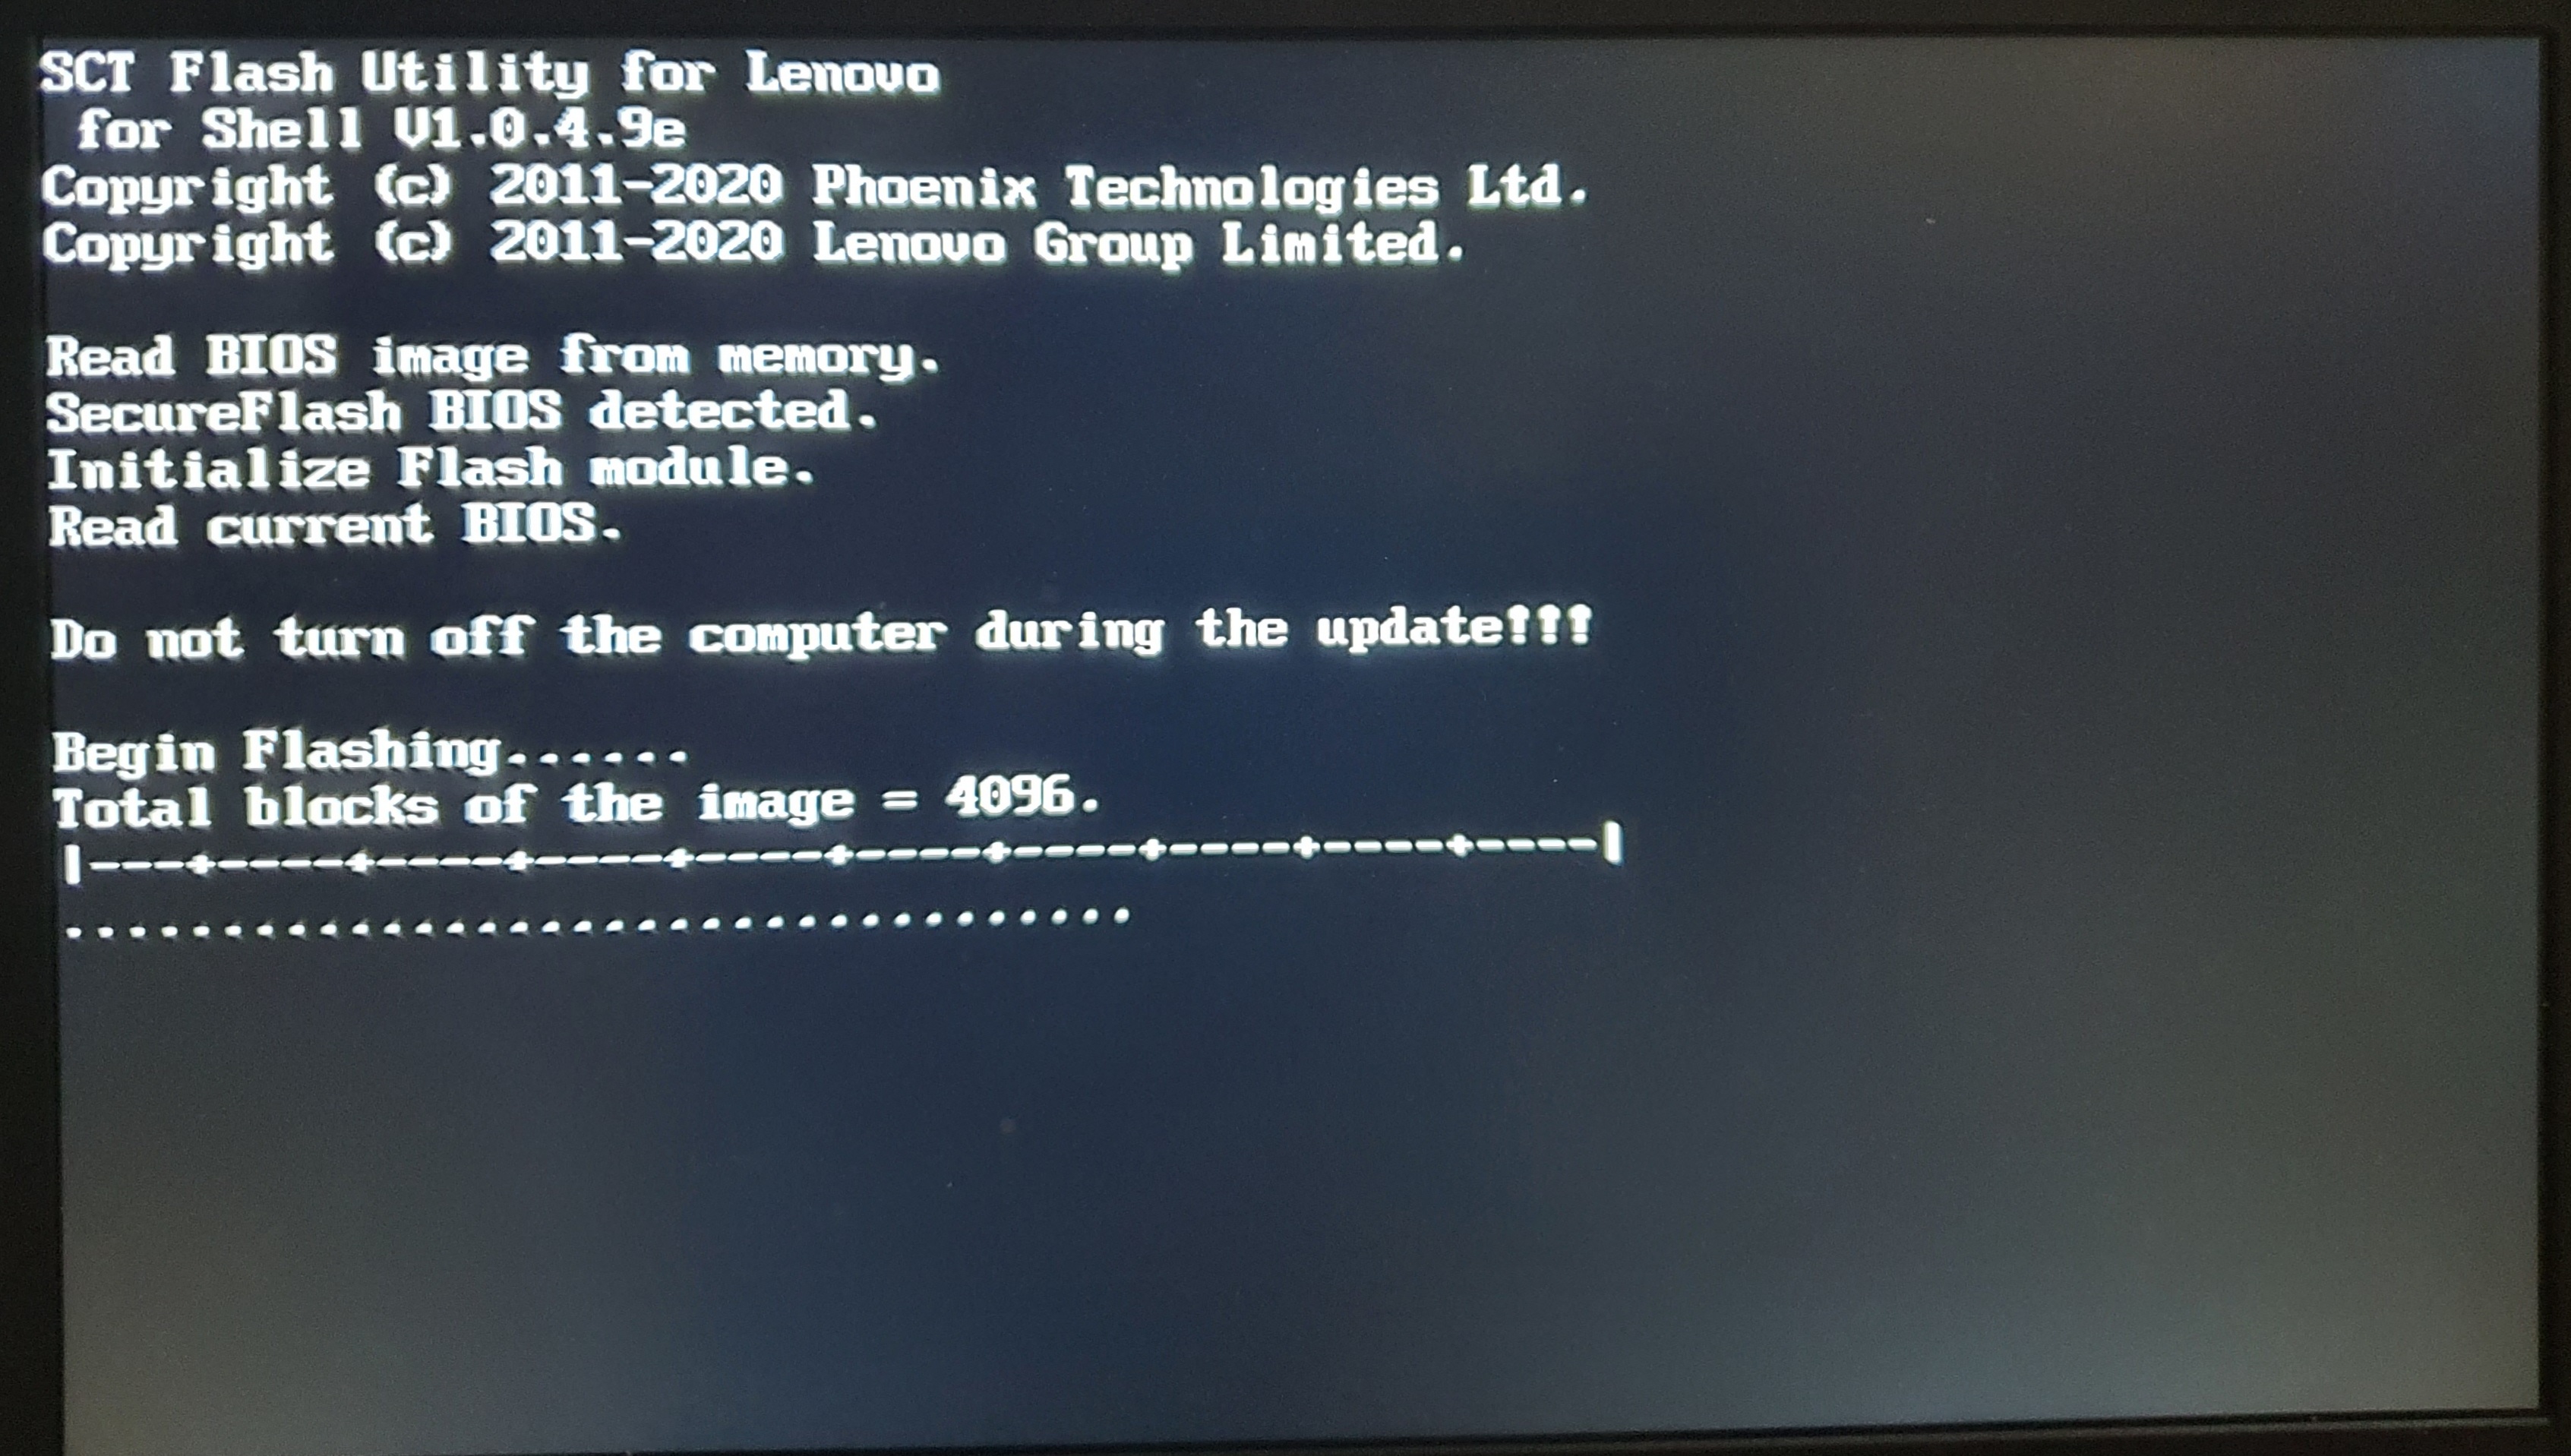 SCT Flash Utility for Lenovo
 for Shell V1.0.4.9e
Copyright (c) 2011-2020 Phoenix Technologies Ltd.
Copyright (c) 2011-2020 Lenovo Group Limited.
Read BIOS image from memory.
SecureFlash BIOS detected.
Initialize Flash module.
Read current BIOS.
Do not turn off the computer during the update!!!
Begin Flashing......
Total blocks of the image = 4096.
|---+----+----+----+----+----+----+----+----+----|
..................................